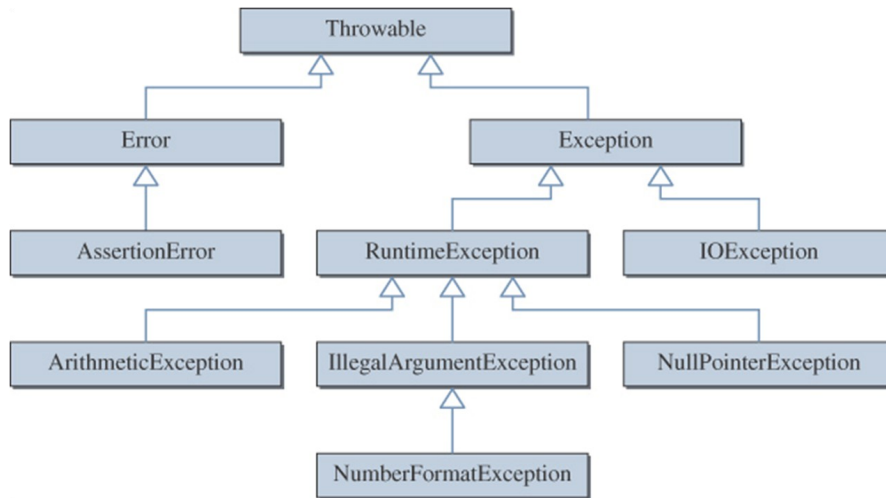 Throwable
Error
Exception
AssertionError
RuntimeException
IOException
ArithmeticException
IllegalArgumentException
NullPointerException
NumberFormatException